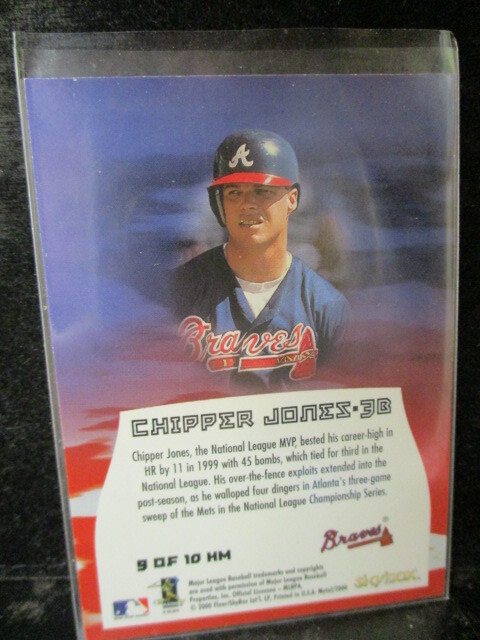 A
Braves
CHIPPER JONES·3B
Chipper Jones, the National League MVP, bested his career-high in
HR by 11 in 1999 with 45 bombs, which tied for third in the
National League. His over-the-fence exploits extended into the
post-season, as he walloped four dingers in Atlanta's three-game
sweep of the Mets in the National League Championship Series.
Braves®
9 OF 10 HM
Major League Baseball trademarks and copyrights
are used with permission of Major League Baseball
Properties, Inc. Official Licensee - MLBPA.
© 2000 Fleer/SkyBox Int'l. LP. Printed in U.S.A. Metal/2000
skybox